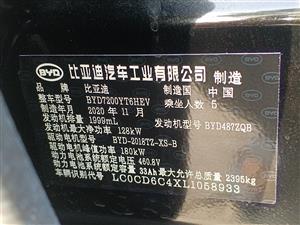 BYD 比亚迪汽车工业有限公司 制造
品牌 比亚迪 制造国 中国
整车型号 BYD7200YT6HEV
制造年月 2020 年 11 月 乘坐人数 5
发动机排量 1999mL
发动机最大净功率 128kW 发动机型号 BYD487ZQB
驱动电机型号 BYD-2018TZ-XS-B
驱动电机峰值功率 180kW
动力电池系统额定电压 460.8V
动力电池系统额定容量 33Ah 最大允许总质量 2395kg
车辆识别代号 LC0CD6C4XL1058933